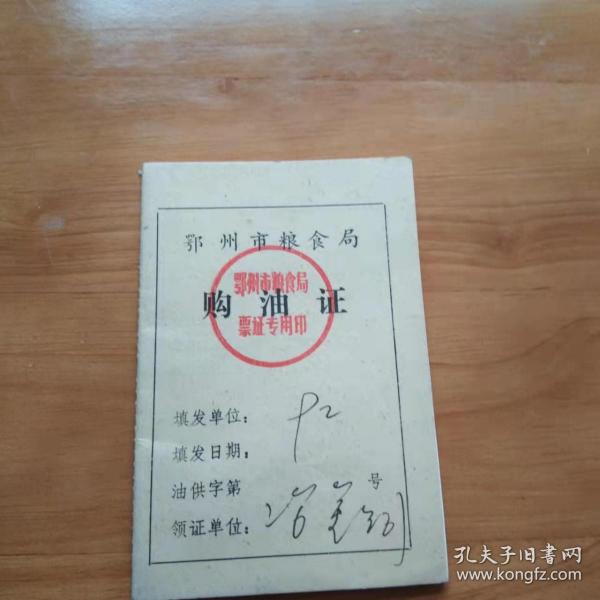 鄂州市粮食局
鄂州市粮食局
购油证
票证专用印
填发单位：
填发日期：
油供字第 号
领证单位：
孔夫子旧书网
www.kongfz.com